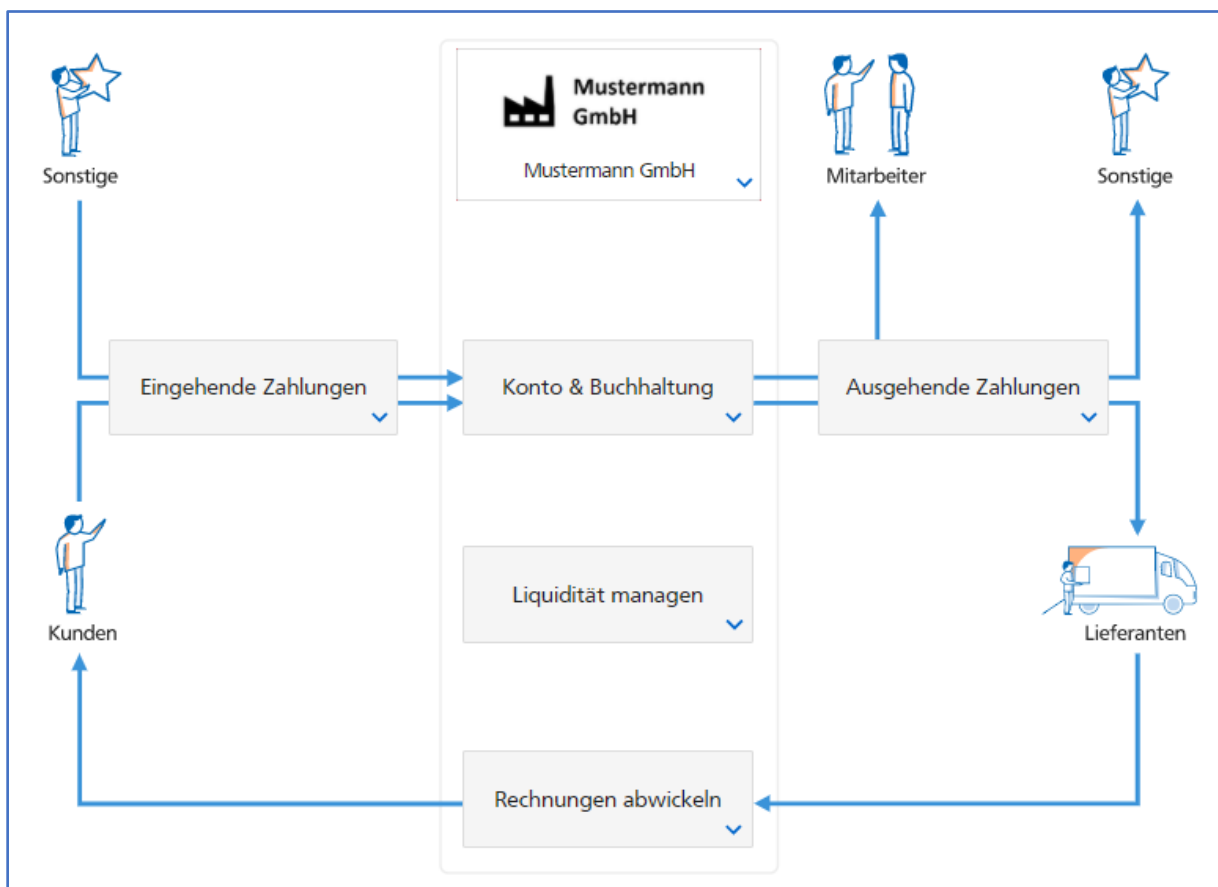 Mustermann
GmbH
Mustermann GmbH
Sonstige
Mitarbeiter
Sonstige
Eingehende Zahlungen
Konto & Buchhaltung
Ausgehende Zahlungen
Liquidität managen
Kunden
Lieferanten
Rechnungen abwickeln